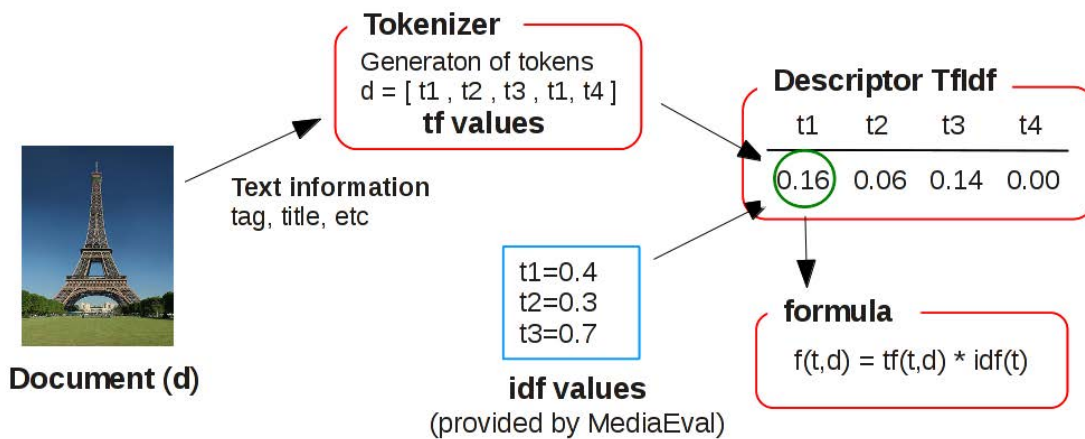 Tokenizer
Generaton of tokens
d = [ t1 , t2 , t3 , t1, t4 ]
tf values
Text information
tag, title, etc
Document (d)
t1=0.4
t2=0.3
t3=0.7
idf values
(provided by MediaEval)
Descriptor TfIdf
t1 t2 t3 t4
0.16 0.06 0.14 0.00
formula
f(t,d) = tf(t,d) * idf(t)